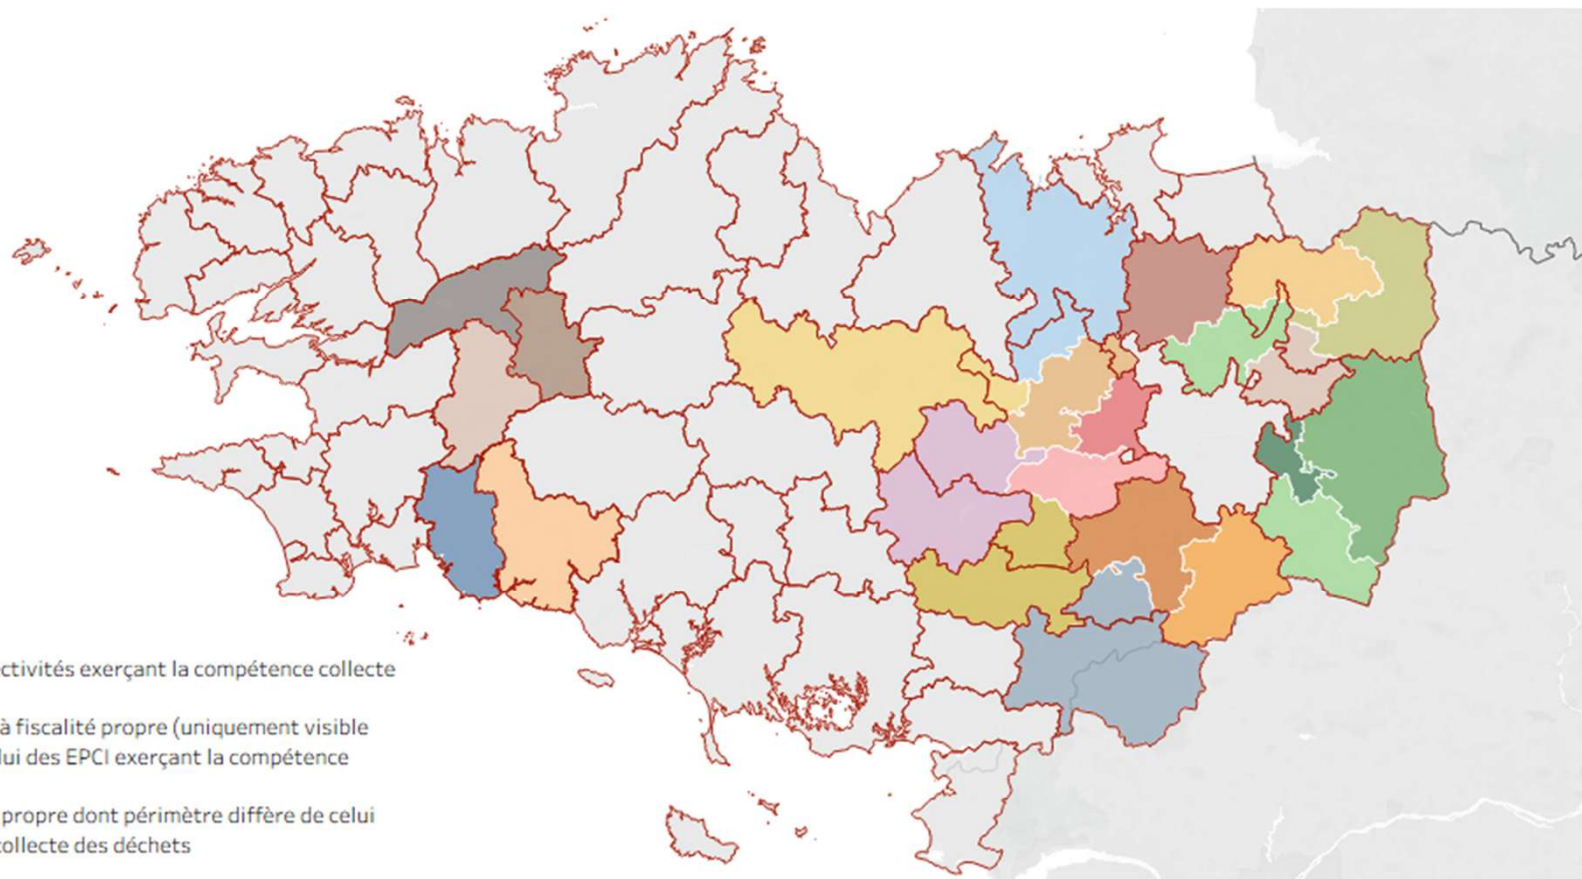 ctivités exerçant la compétence collecte
à fiscalité propre (uniquement visible
lui des EPCI exerçant la compétence
propre dont périmètre diffère de celui
collecte des déchets